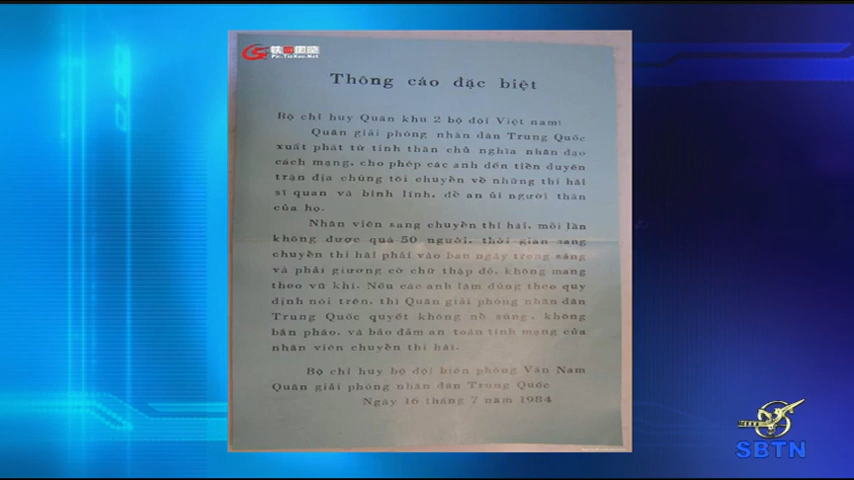 铁血图客
Pic.TieXue.Net
Thông cáo đặc biệt
Bộ chỉ huy Quân khu 2 bộ đội Việt nam:
Quân giải phóng nhân dân Trung Quốc
xuất phát từ tinh thần chủ nghĩa nhân đạo
cách mạng, cho phép các anh đến tiền duyên
trận địa chúng tôi chuyển về những thi hài
sĩ quan và binh lính, để an ủi người thân
của họ.
Nhân viên sang chuyển thi hài, mỗi lần
không được quá 50 người, thời gian sang
chuyển thi hài phải vào ban ngày trong sáng
và phải giương cờ chữ thập đỏ, không mang
theo vũ khí. Nếu các anh làm đúng theo quy
định nói trên, thì Quân giải phóng nhân dân
Trung Quốc quyết không nổ súng, không
bắn pháo, và bảo đảm an toàn tính mạng của
nhân viên chuyển thi hài.
Bộ chỉ huy bộ đội biên phòng Vân Nam
Quân giải phóng nhân dân Trung Quốc
Ngày 16 tháng 7 năm 1984
SBTN